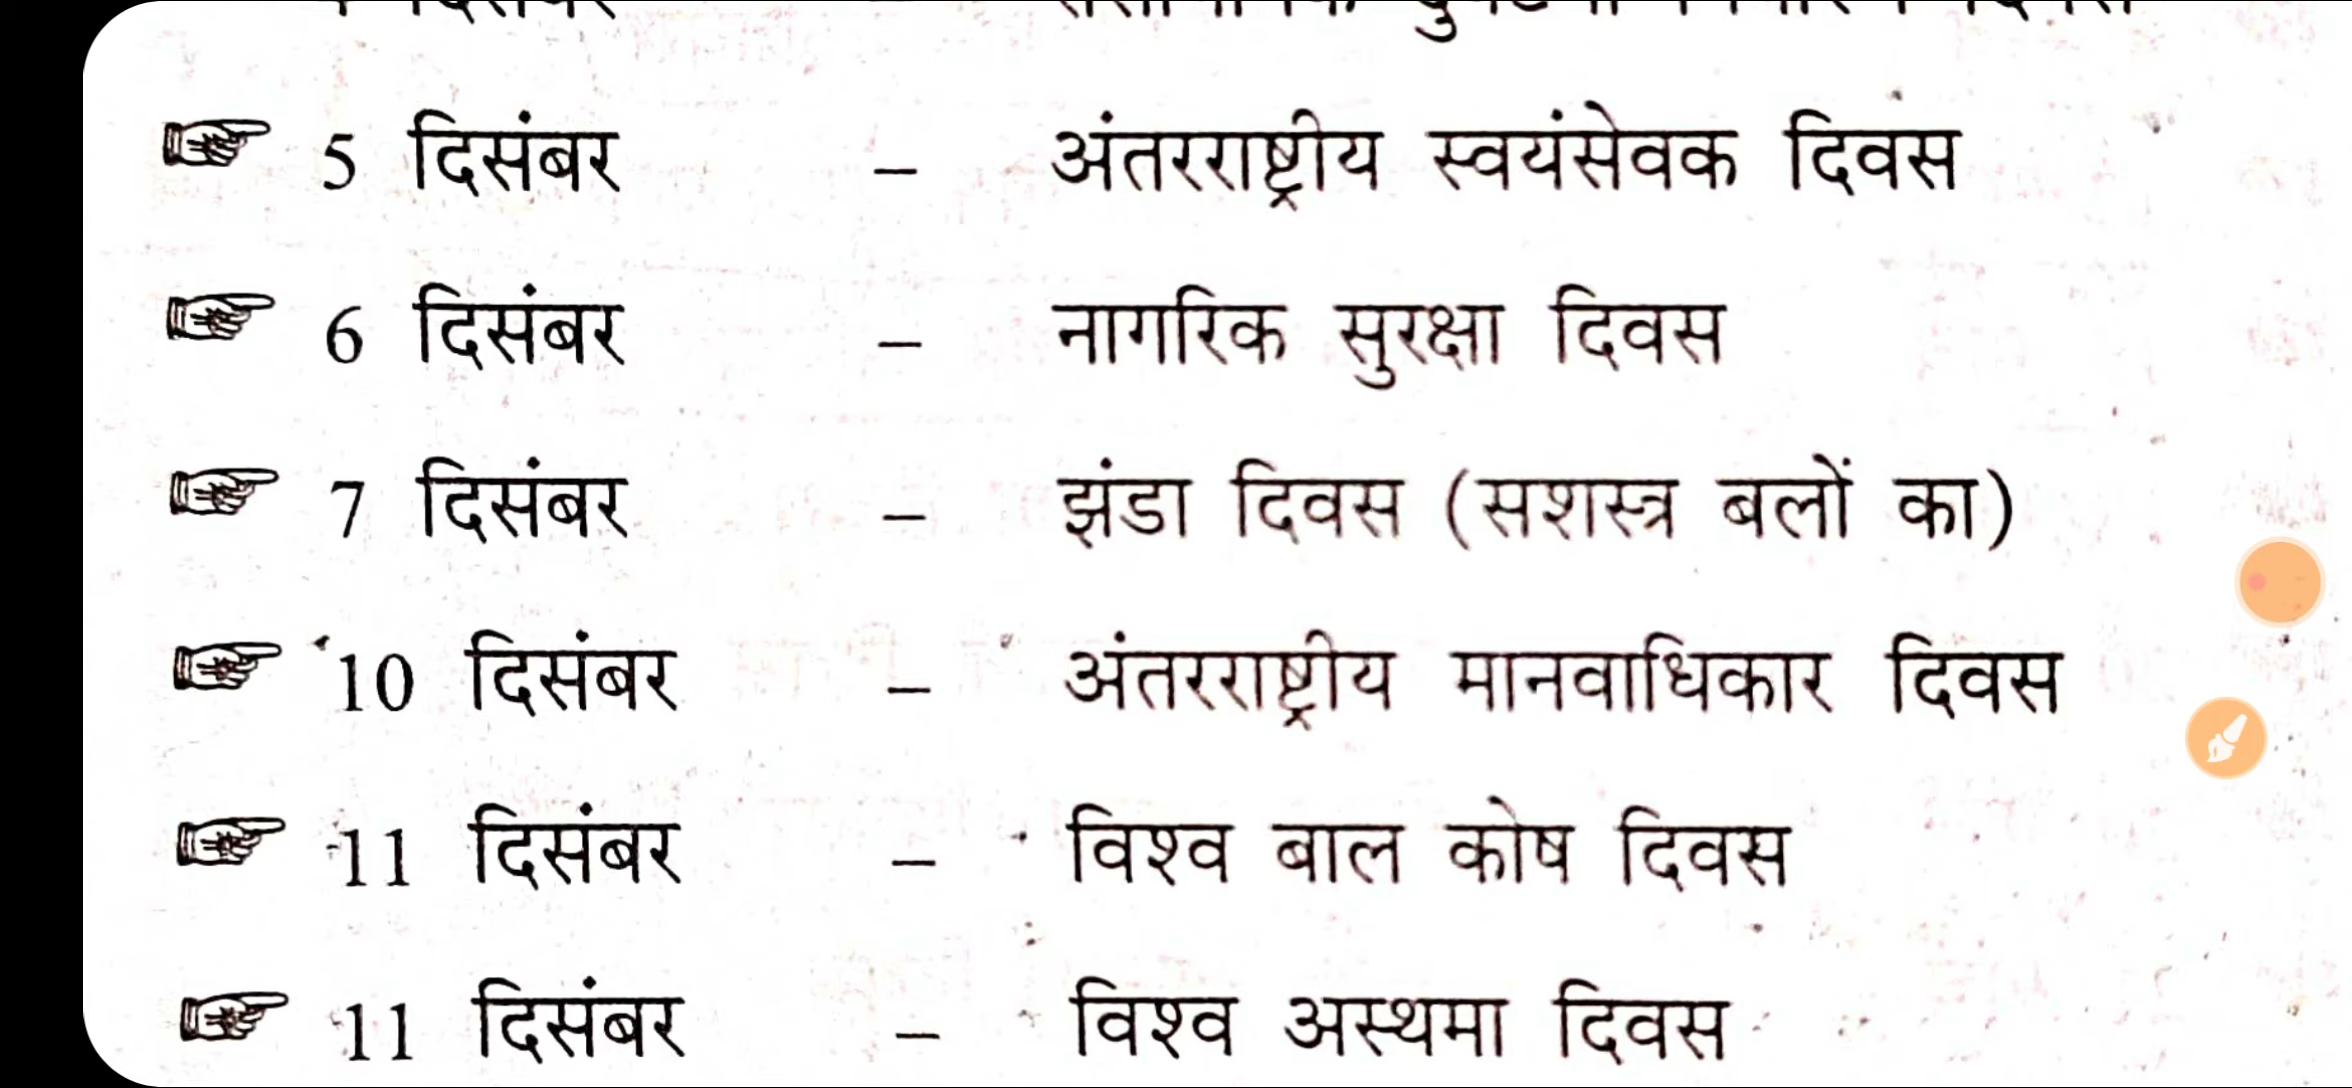 5 दिसंबर – अंतरराष्ट्रीय स्वयंसेवक दिवस
6 दिसंबर – नागरिक सुरक्षा दिवस
7 दिसंबर – झंडा दिवस (सशस्त्र बलों का)
10 दिसंबर – अंतरराष्ट्रीय मानवाधिकार दिवस
11 दिसंबर – विश्व बाल कोष दिवस
11 दिसंबर – विश्व अस्थमा दिवस